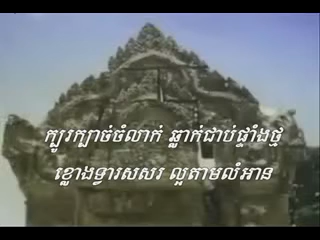 ក្បូរក្បាច់ចំលាក់ ឆ្លាក់ជាប់ផ្ទាំងថ្ម
ខ្លោងទ្វារសសរ ល្អតាមលំអាន